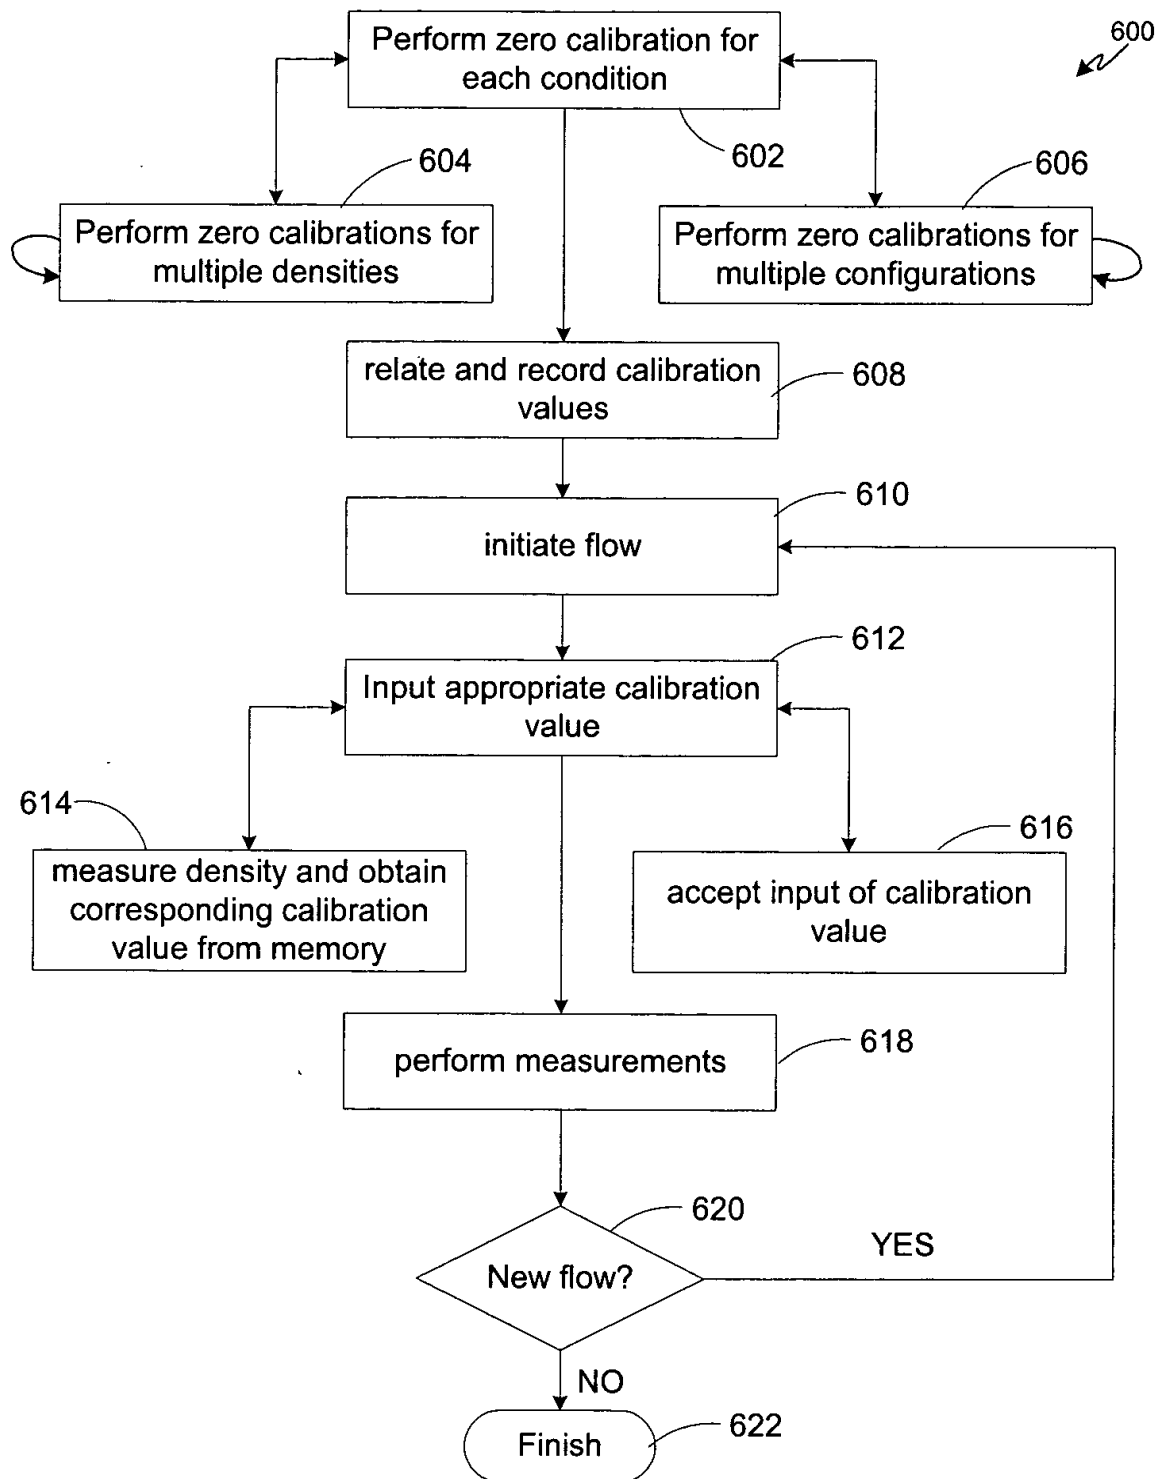 600
Perform zero calibration for
each condition
602
604
606
Perform zero calibrations for
multiple densities
Perform zero calibrations for
multiple configurations
relate and record calibration
values
608
610
initiate flow
612
Input appropriate calibration
value
614
616
measure density and obtain
corresponding calibration
value from memory
accept input of calibration
value
perform measurements
618
620
YES
New flow?
NO
Finish
622